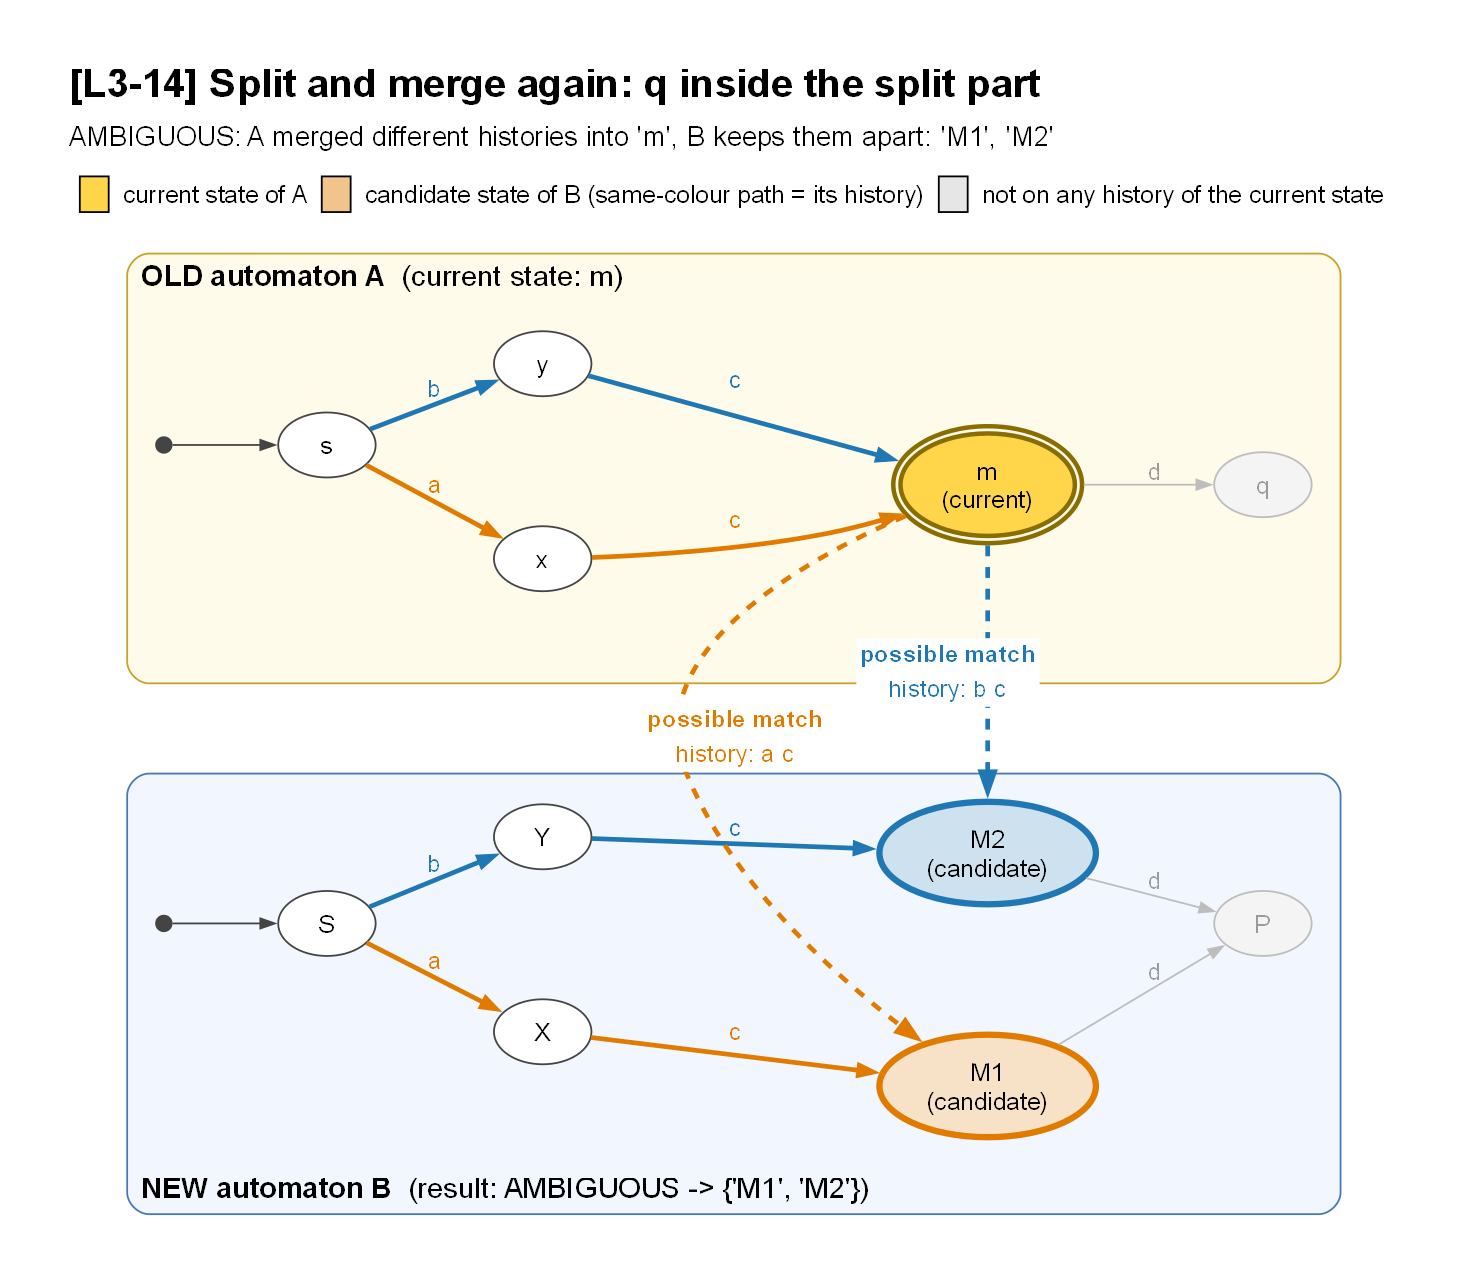 [L3-14] Split and merge again: q inside the split part
AMBIGUOUS: A merged different histories into 'm', B keeps them apart: 'M1', 'M2'
current state of A
candidate state of B (same-colour path = its history)
not on any history of the current state
OLD automaton A (current state: m)
s
b
a
y
x
c
c
m
(current)
d
q
possible match
history: b c
possible match
history: a c
S
b
a
Y
X
c
c
M2
(candidate)
M1
(candidate)
d
d
P
NEW automaton B (result: AMBIGUOUS -> {'M1', 'M2'})